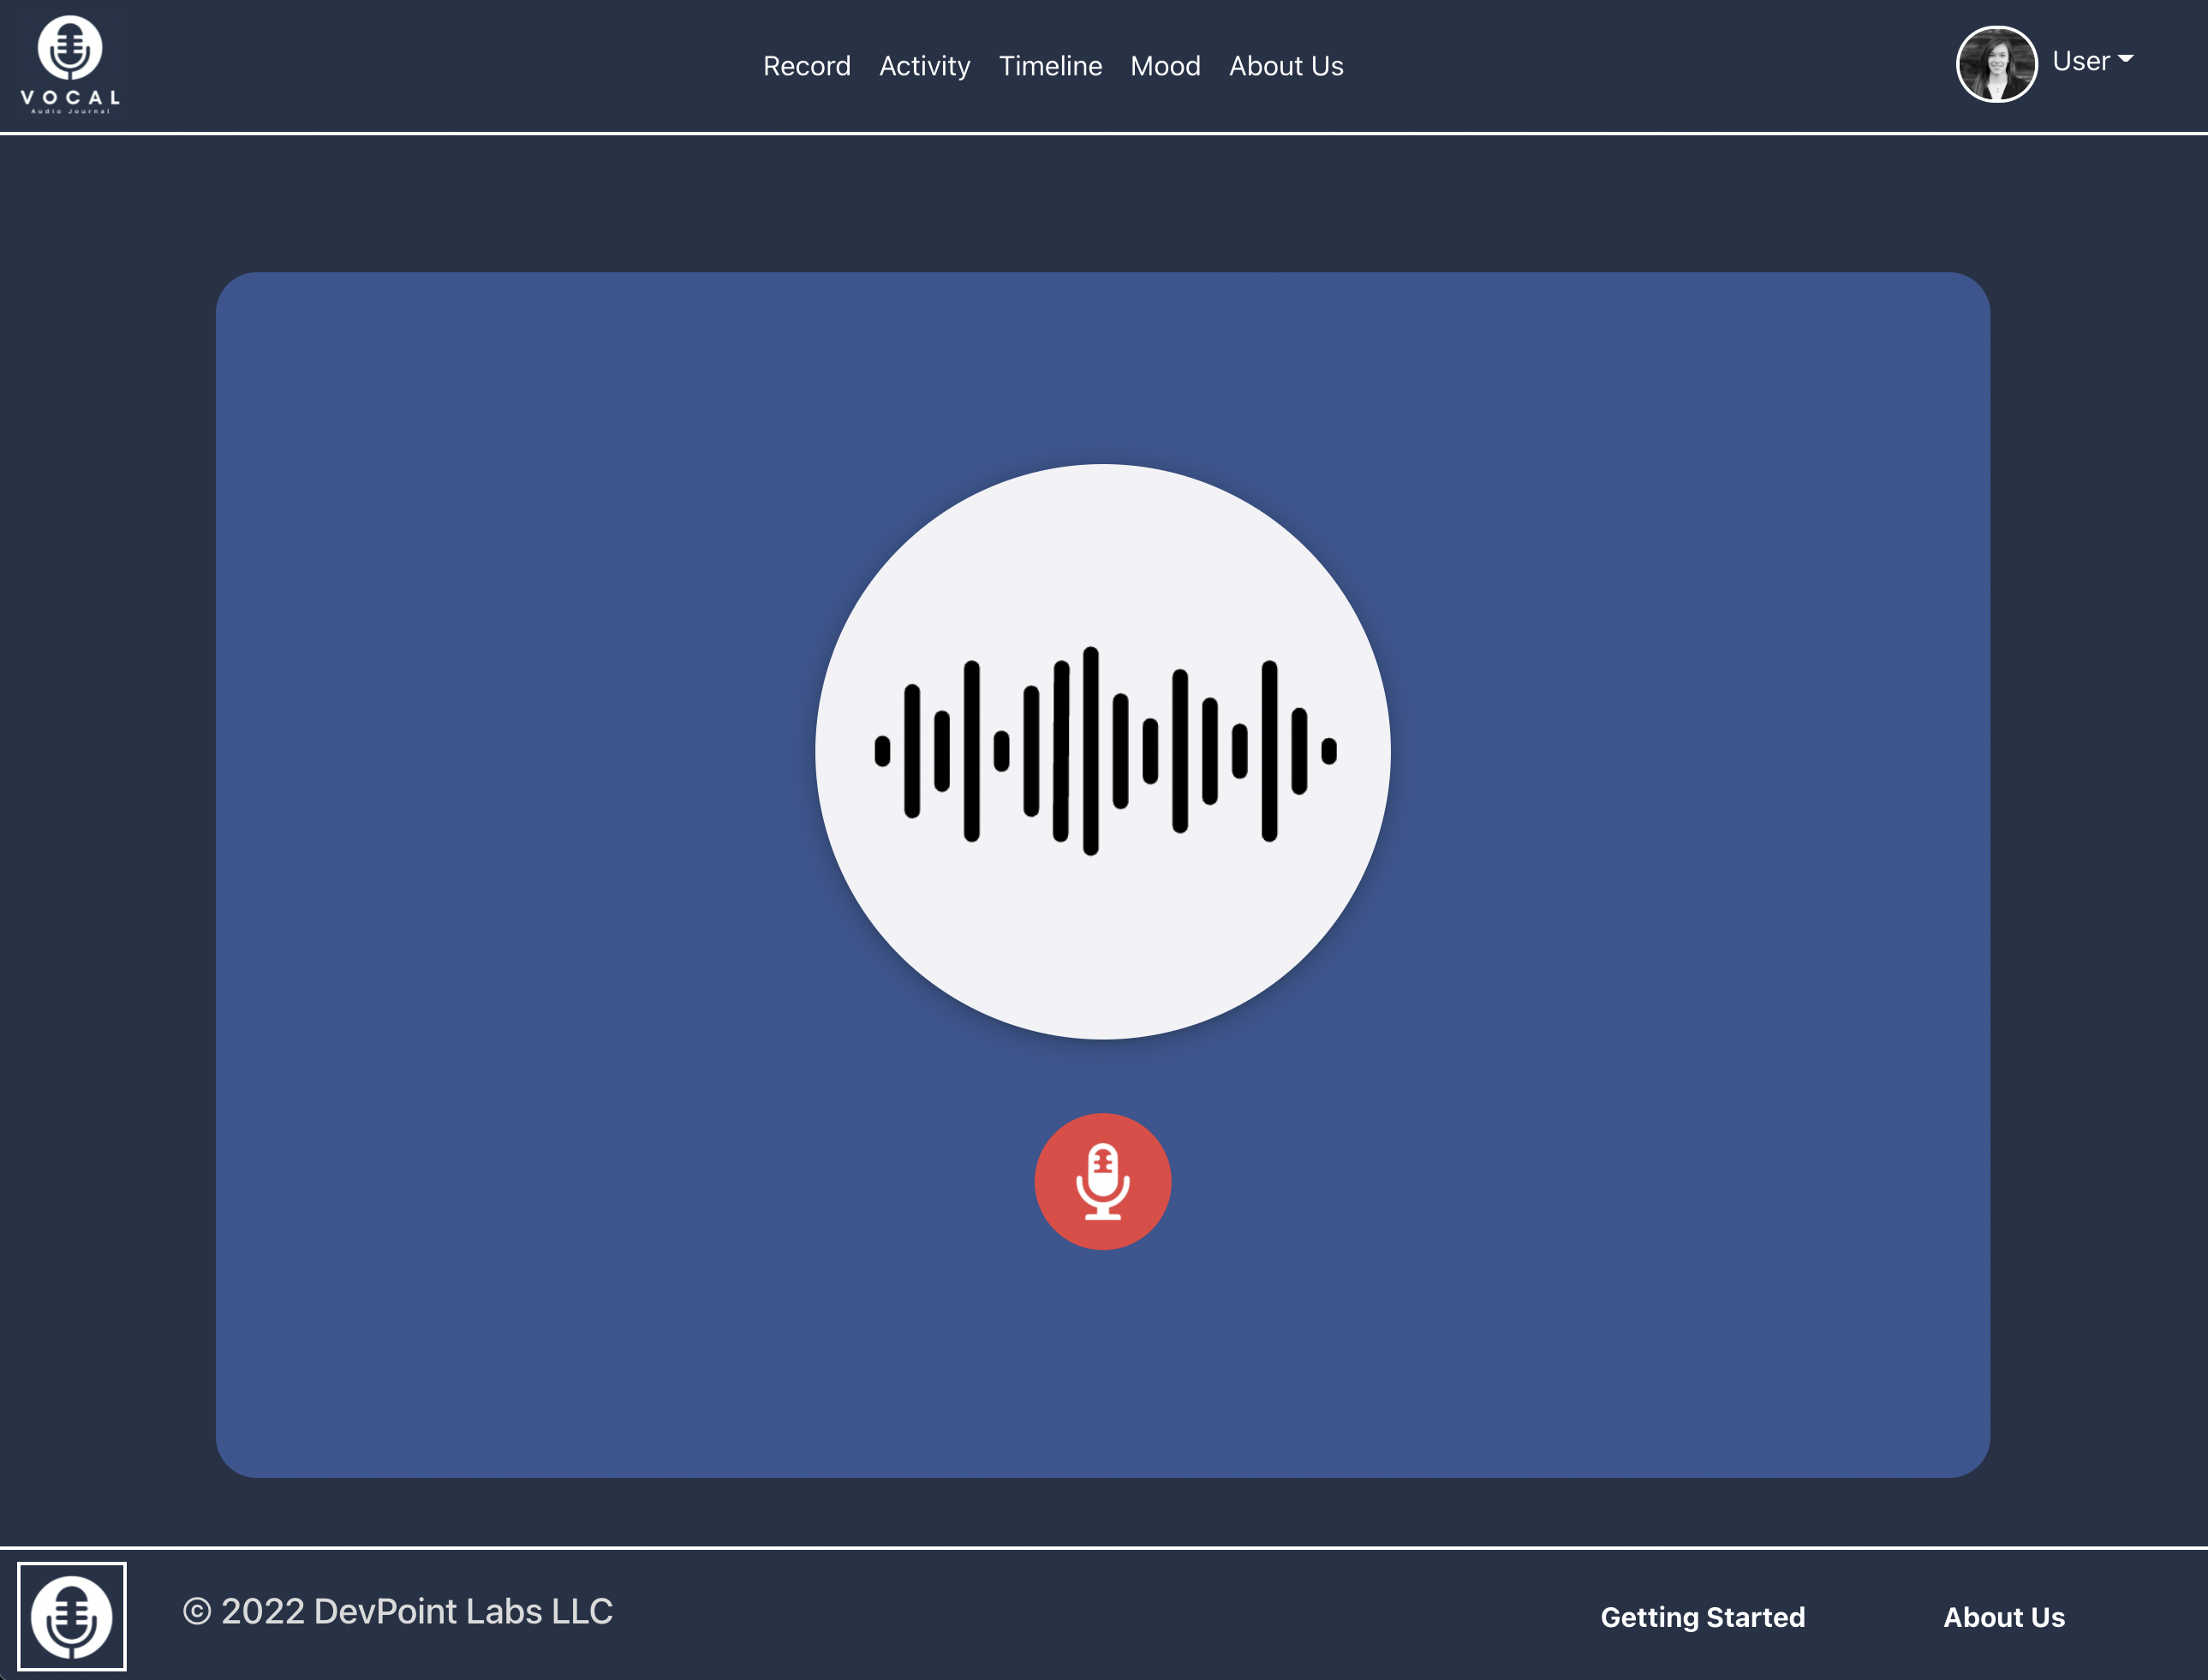 VOCAL
Audio Journal
Record Activity Timeline Mood About Us
User
© 2022 DevPoint Labs LLC
Getting Started About Us